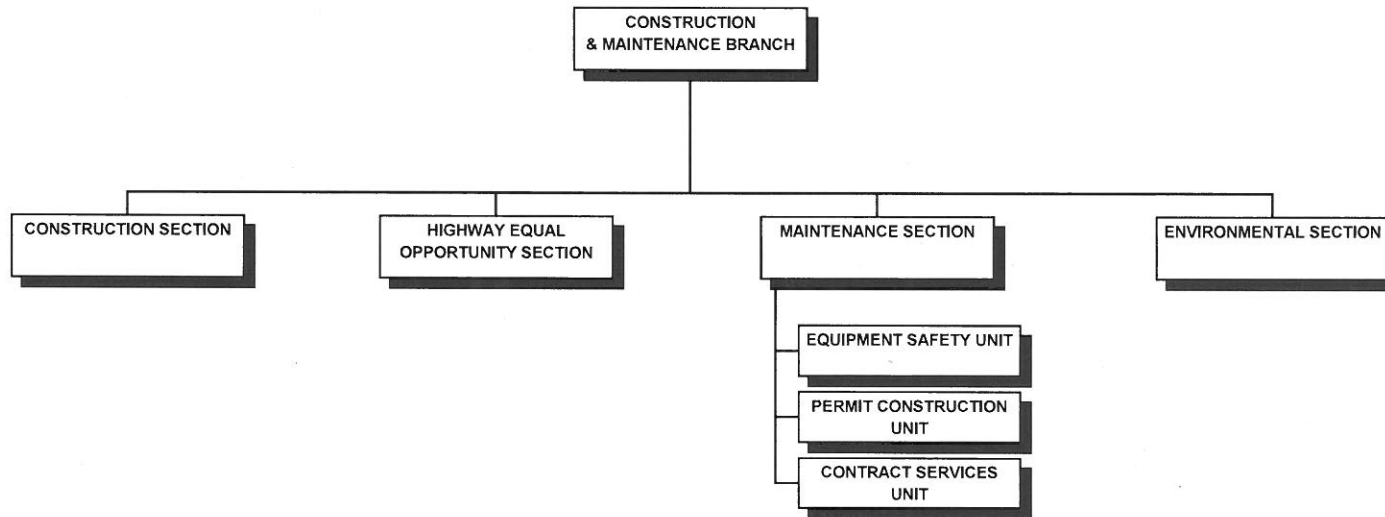 CONSTRUCTION
& MAINTENANCE BRANCH
CONSTRUCTION SECTION
HIGHWAY EQUAL
OPPORTUNITY SECTION
MAINTENANCE SECTION
ENVIRONMENTAL SECTION
EQUIPMENT SAFETY UNIT
PERMIT CONSTRUCTION
UNIT
CONTRACT SERVICES
UNIT